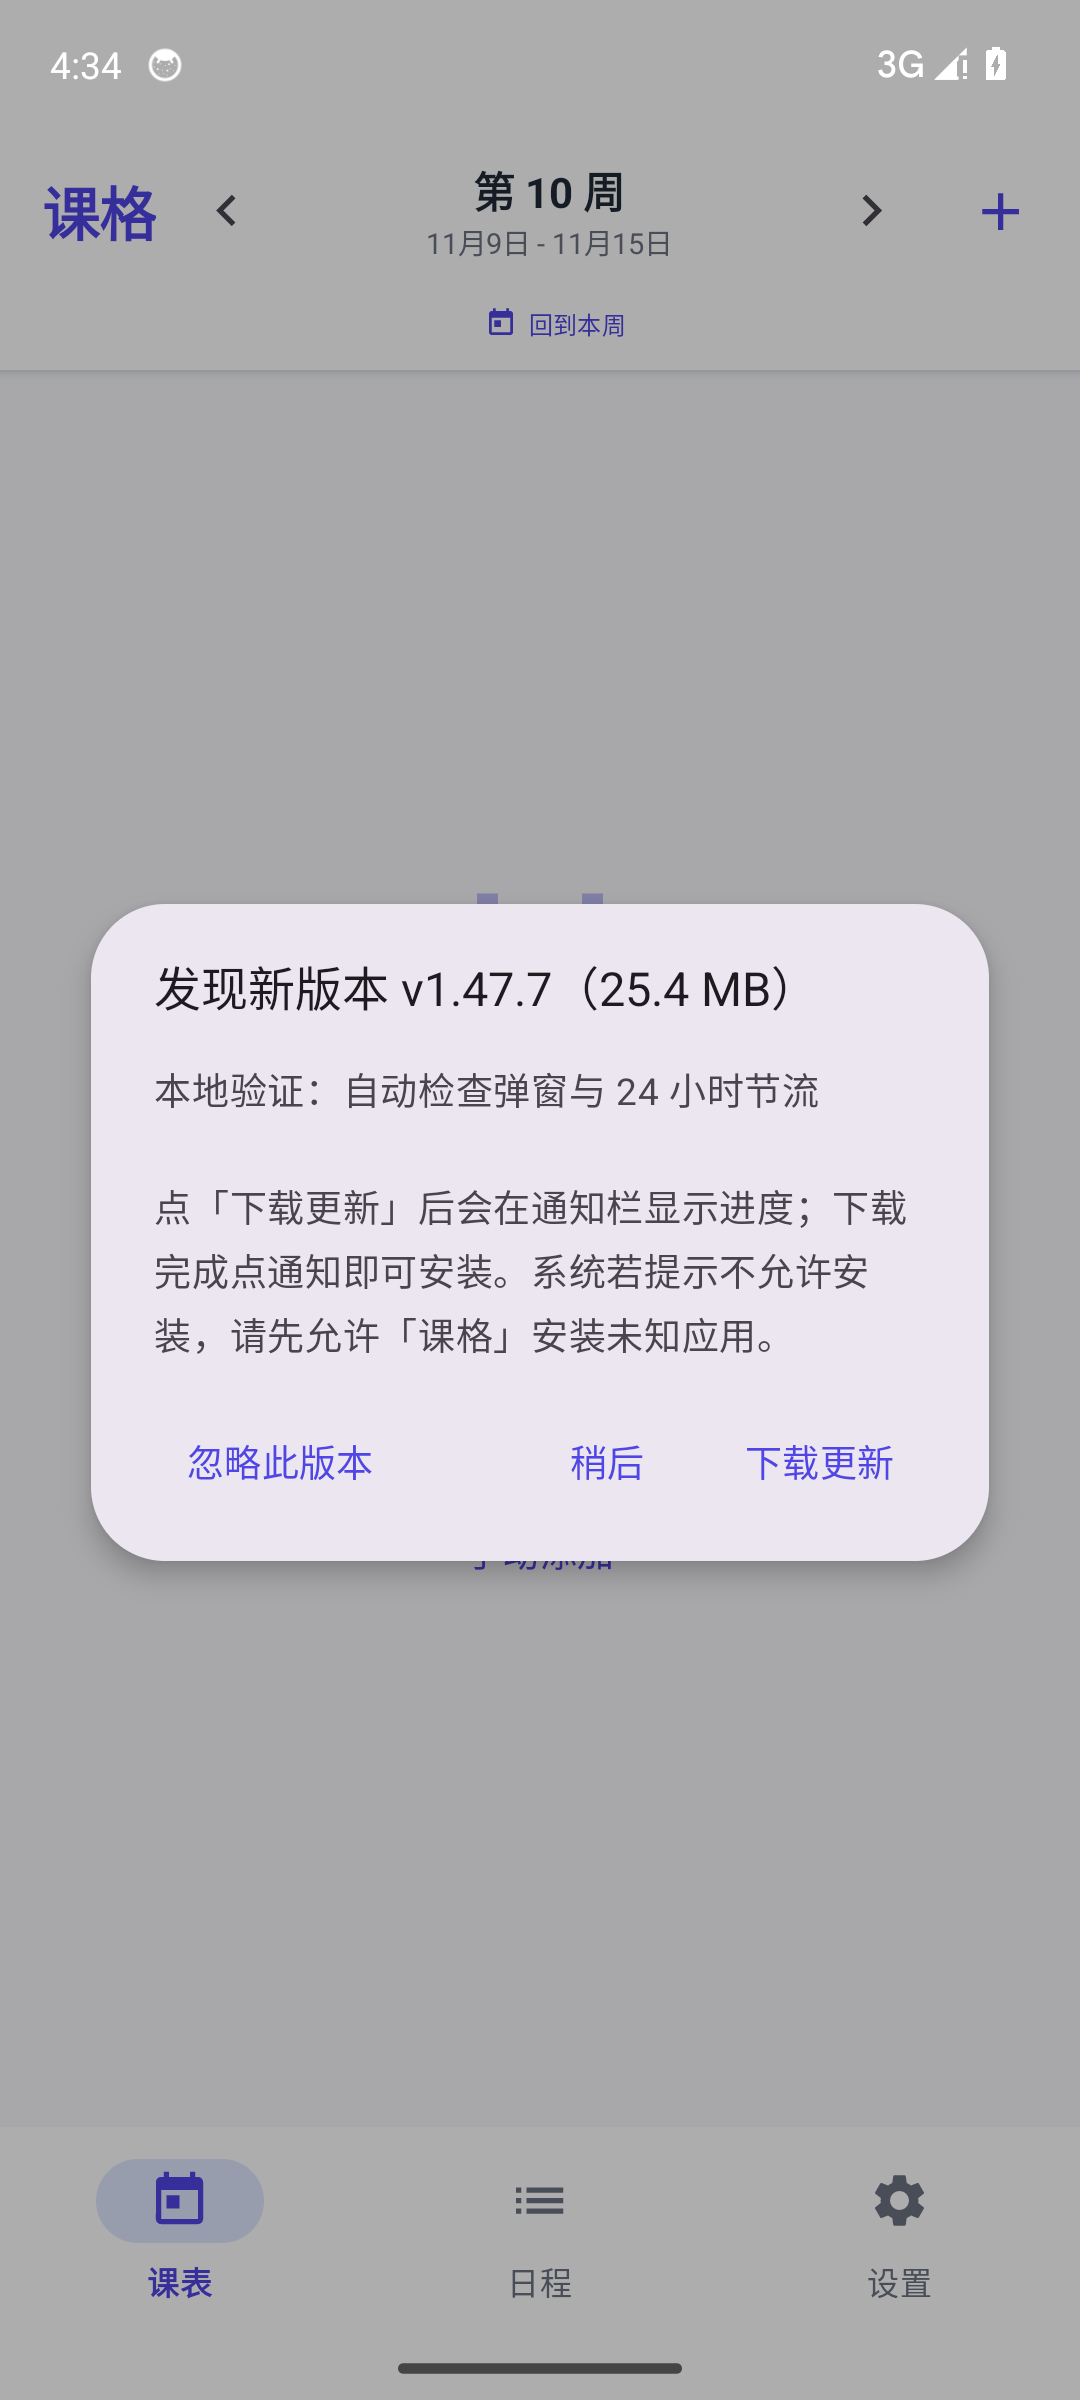 4:34
3G
课格
第 10 周
11月9日 - 11月15日
回到本周
发现新版本 v1.47.7（25.4 MB）
本地验证：自动检查弹窗与 24 小时节流
点「下载更新」后会在通知栏显示进度；下载
完成点通知即可安装。系统若提示不允许安
装，请先允许「课格」安装未知应用。
忽略此版本
稍后
下载更新
手动添加
课表
日程
设置